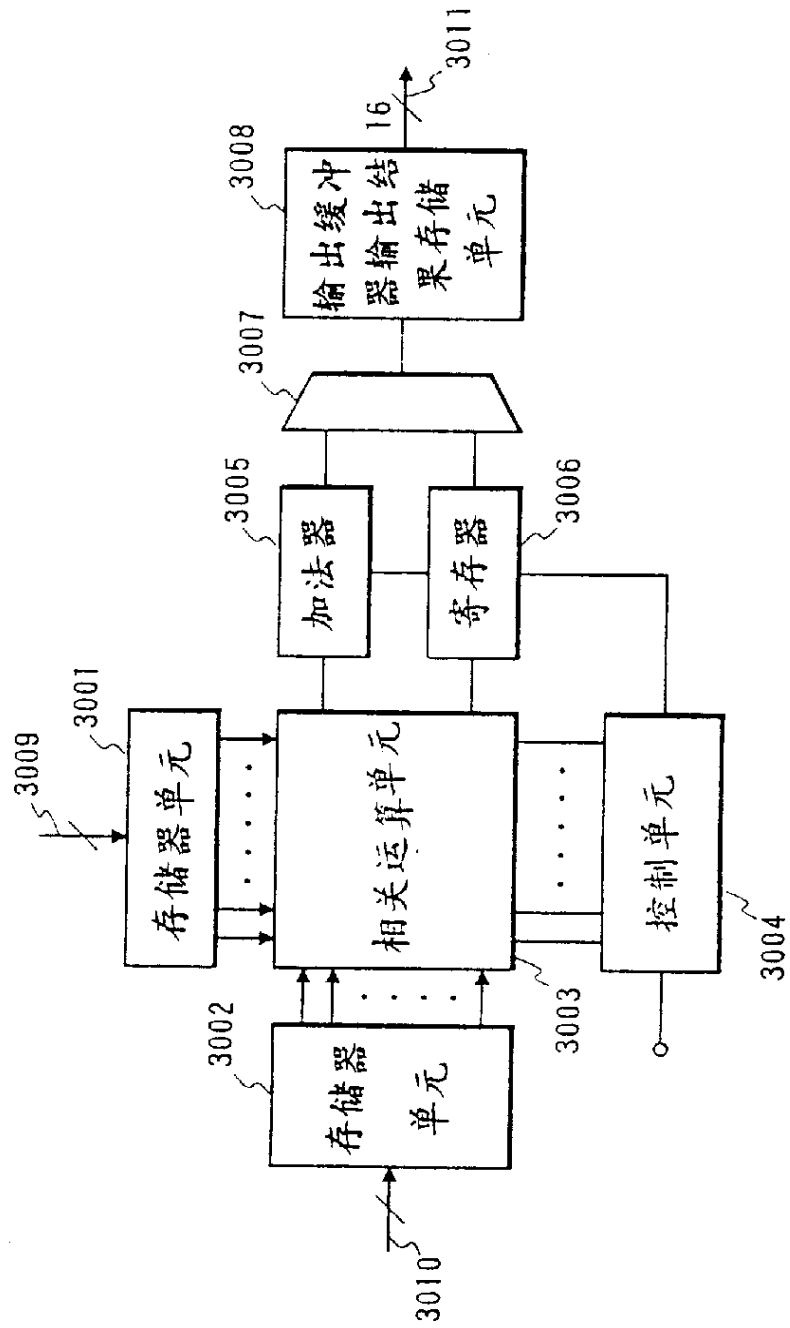 3009
3001
存储器单元
3010
3002
存储器
单元
相关运算单元
3003
控制单元
3004
3005
加法器
寄存器
3006
3007
3008
输出缓冲
器输出结
果存储
单元
16
3011